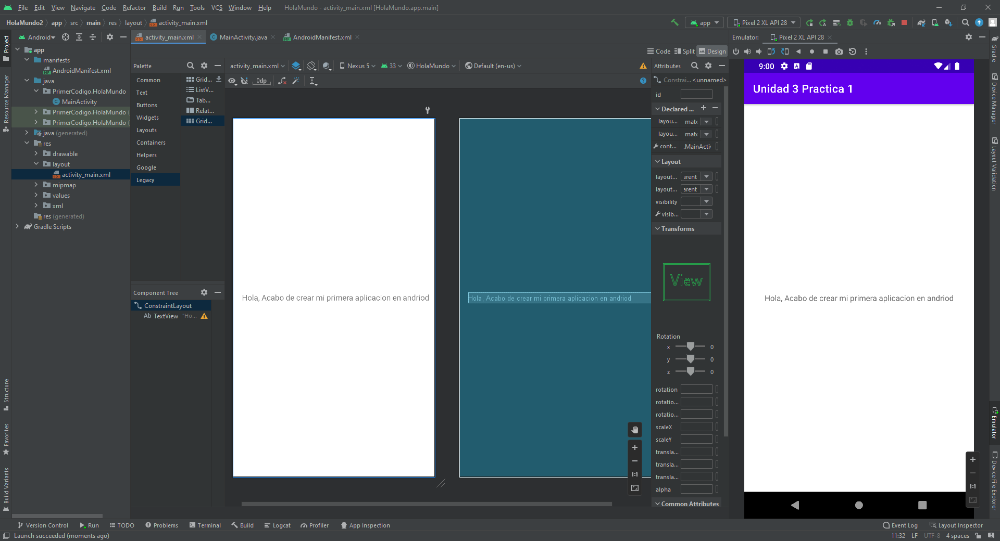 File Edit View Navigate Code Refactor Build Run Tools VCS Window Help HolaMundo - activity_main.xml [HolaMundo.app.main]
HolaMundo2 app src main res layout activity_main.xml
app Pixel 2 XL API 28
Project
Resource Manager
Structure
Favorites
Build Variants
Android
app
manifests
AndroidManifest.xml
java
PrimerCodigo.HolaMundo
MainActivity
PrimerCodigo.HolaMundo (
PrimerCodigo.HolaMundo (
java (generated)
res
drawable
layout
activity_main.xml
mipmap
values
xml
res (generated)
Gradle Scripts
activity_main.xml MainActivity.java AndroidManifest.xml
Code Split Design
Palette
Common
Text
Buttons
Widgets
Layouts
Containers
Helpers
Google
Legacy
Grid...
ListV...
Tab...
Relat...
Grid...
Component Tree
ConstraintLayout
Ab TextView "Ho...
activity_main.xml Nexus 5 33 HolaMundo Default (en-us)
0dp
Hola, Acabo de crear mi primera aplicacion en andriod
Hola, Acabo de crear mi primera aplicacion en andriod
1:1
Attributes
Constrai... <unnamed>
id
Declared ...
layou... matc
layou... matc
cont... .MainActiv
Layout
layout... arent
layout... arent
visibility
visib...
Transforms
View
Rotation
x 0
y 0
z 0
rotation
rotatio...
rotatio...
scaleX
scaleY
transla...
transla...
transla...
alpha
Common Attributes
Emulator: Pixel 2 XL API 28
9:00
Unidad 3 Practica 1
Hola, Acabo de crear mi primera aplicacion en andriod
1:1
Gradle
Device Manager
Layout Validation
Emulator
Device File Explorer
Version Control Run TODO Problems Terminal Build Logcat Profiler App Inspection Event Log Layout Inspector
Launch succeeded (moments ago) 11:32 LF UTF-8 4 spaces